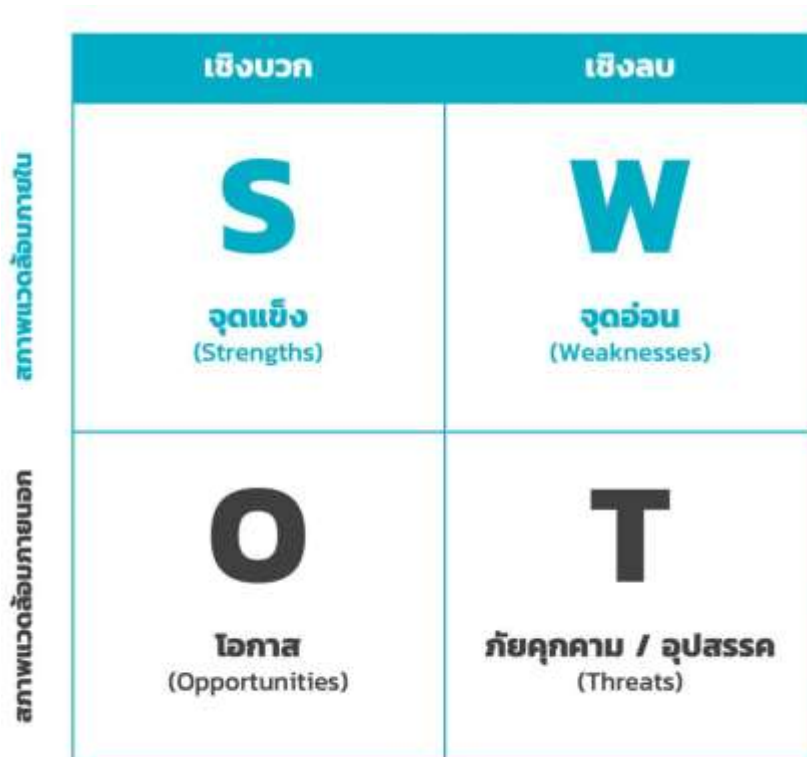 เชิงบวก
เชิงลบ
สภาพแวดล้อมภายใน
S
จุดแข็ง
(Strengths)
W
จุดอ่อน
(Weaknesses)
สภาพแวดล้อมภายนอก
O
โอกาส
(Opportunities)
T
ภัยคุกคาม / อุปสรรค
(Threats)